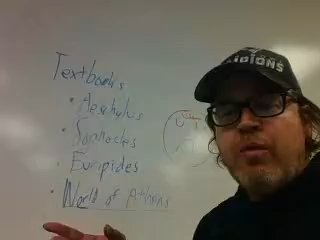 Textbooks
• Aeschylus
• Sophocles
• Euripides
• World of Athens